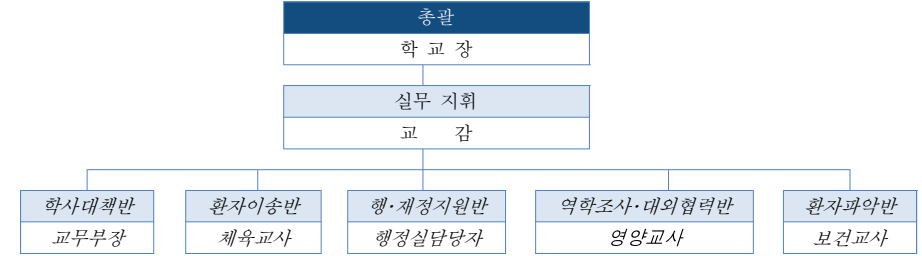 총괄
학 교 장
실무 지휘
교 감
학사대책반 환자이송반 행·재정지원반 역학조사·대외협력반 환자파악반
교무부장 체육교사 행정실담당자 영양교사 보건교사